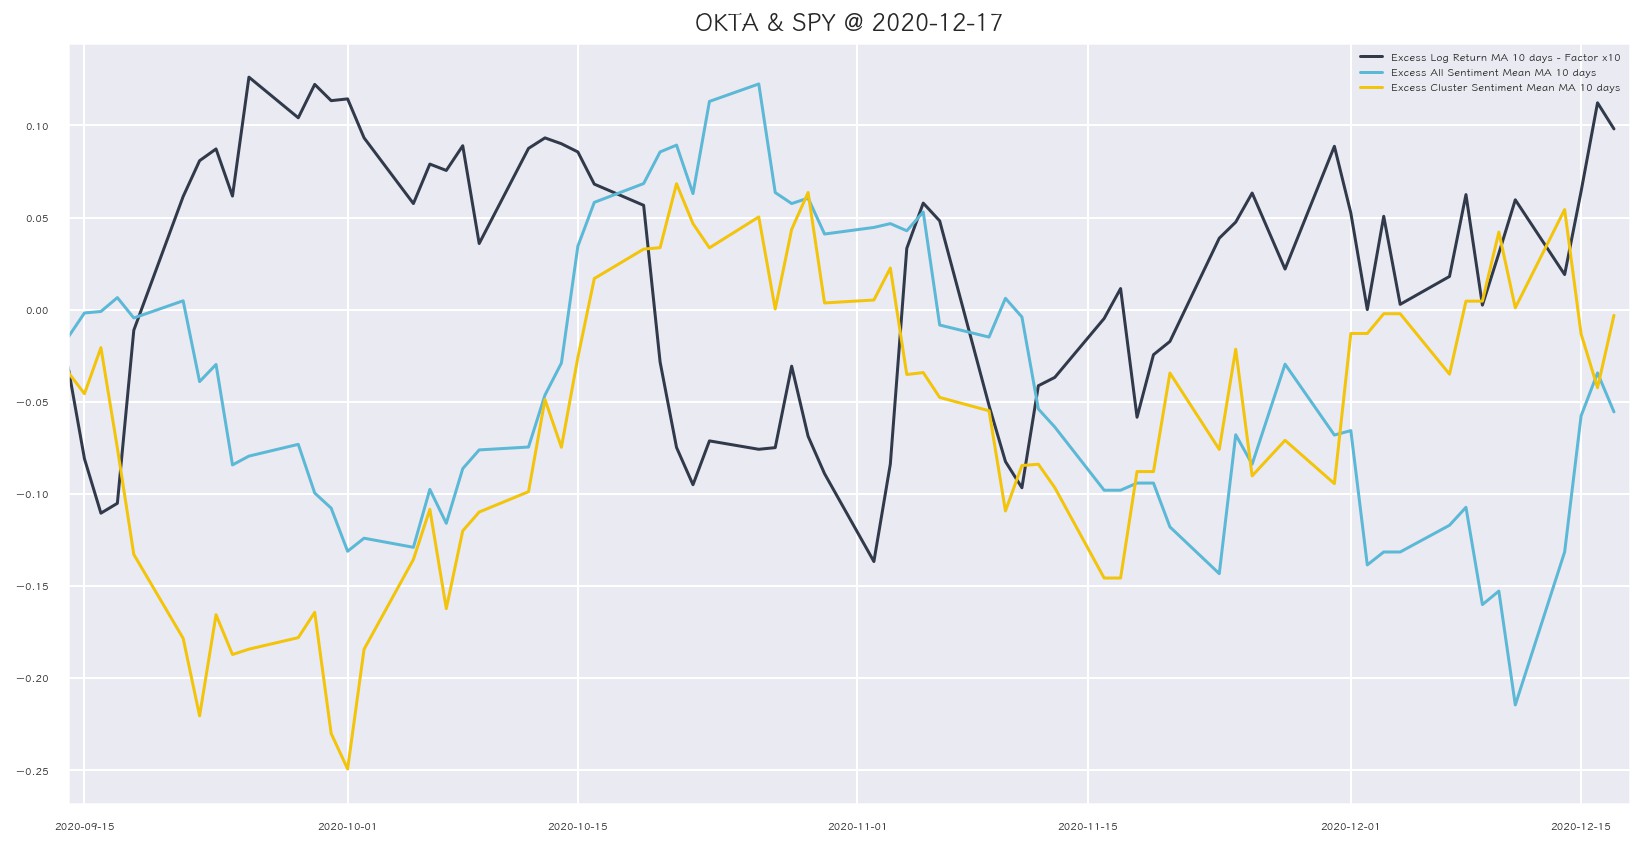 OKTA & SPY @ 2020-12-17
Excess Log Return MA 10 days - Factor x10
Excess All Sentiment Mean MA 10 days
Excess Cluster Sentiment Mean MA 10 days
0.10
0.05
0.00
−0.05
−0.10
−0.15
−0.20
−0.25
2020-09-15 2020-10-01 2020-10-15 2020-11-01 2020-11-15 2020-12-01 2020-12-15